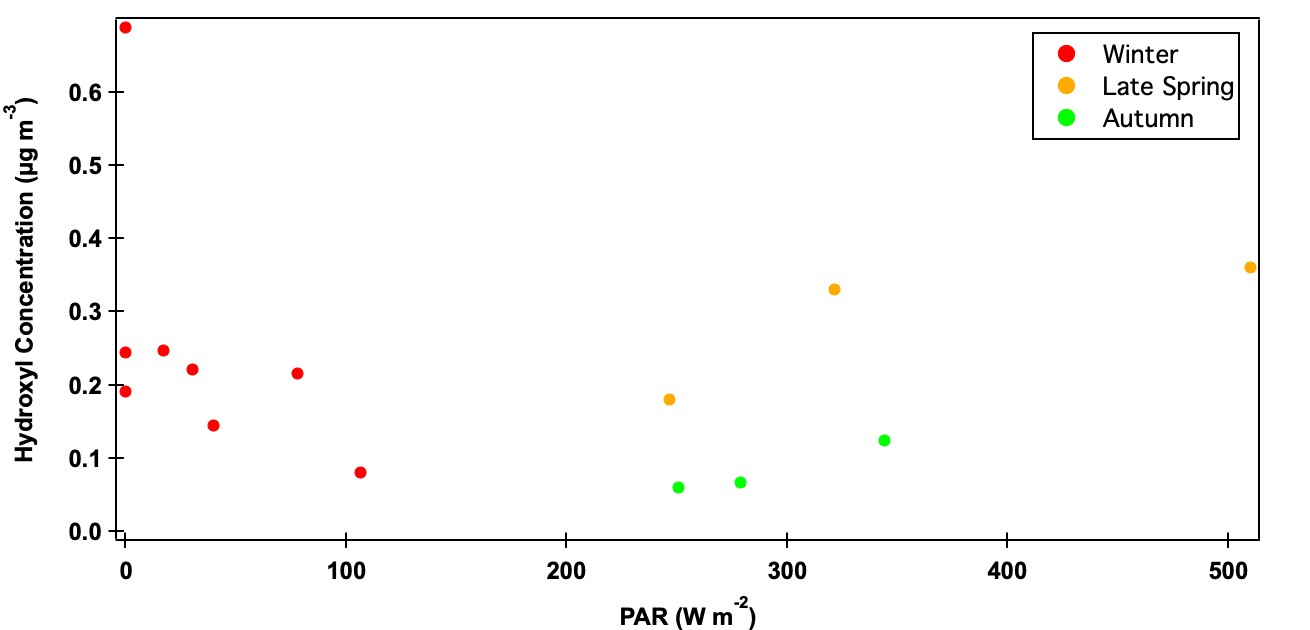 Hydroxyl Concentration (µg m-3)
0.6
0.5
0.4
0.3
0.2
0.1
0.0
Winter
Late Spring
Autumn
0 100 200 300 400 500
PAR (W m-2)